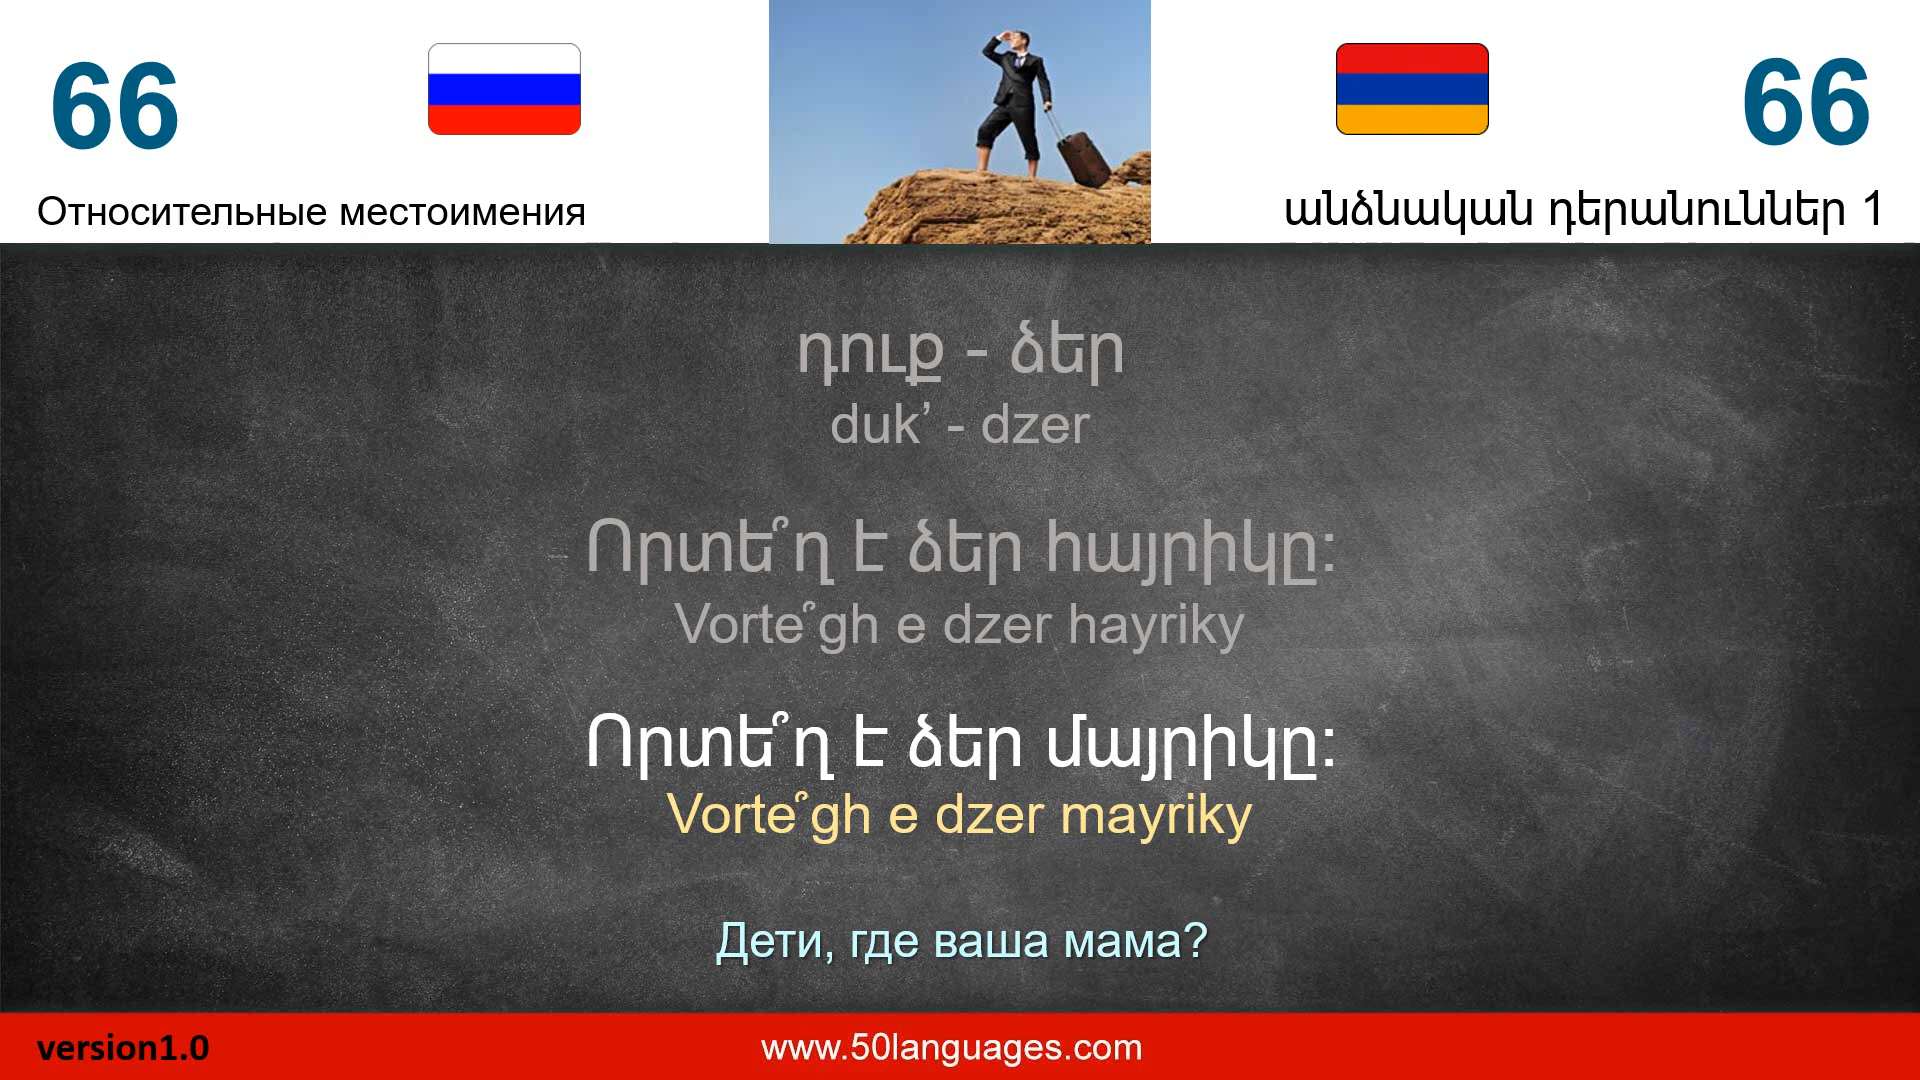 66
66
Относительные местоимения
անձնական դերանուններ 1
դուք - ձեր
duk’ - dzer
Որտե՞ղ է ձեր հայրիկը:
Vorte՞gh e dzer hayriky
Որտե՞ղ է ձեր մայրիկը:
Vorte՞gh e dzer mayriky
Дети, где ваша мама?
version1.0
www.50languages.com